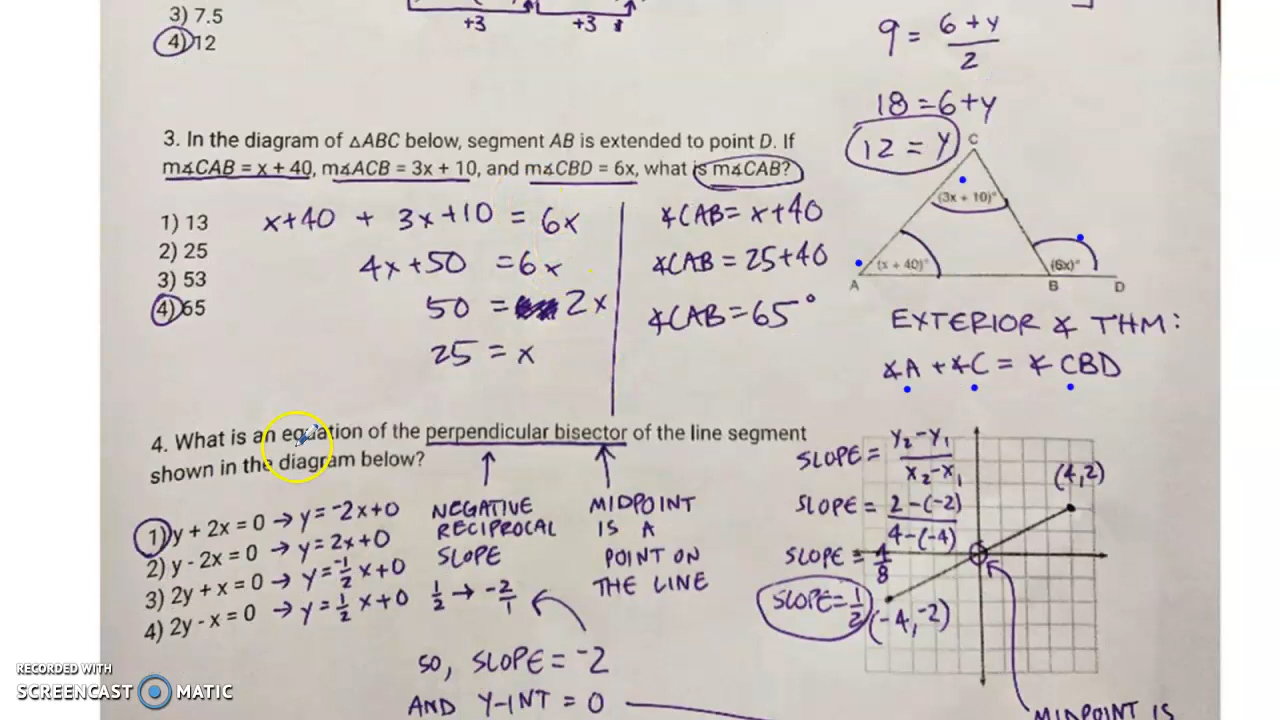 3) 7.5
4) 12
+3
+3
9 = 6+y/2
18 = 6+y
12 = y
3. In the diagram of △ABC below, segment AB is extended to point D. If
m∡CAB = x + 40, m∡ACB = 3x + 10, and m∡CBD = 6x, what is m∡CAB?
1) 13
2) 25
3) 53
4) 65
x+40 + 3x+10 = 6x
4x+50 = 6x
50 = 2x
25 = x
∡CAB = x+40
∡CAB = 25+40
∡CAB = 65°
C
(3x + 10)°
(x + 40)°
(6x)°
A
B
D
EXTERIOR ∡ THM:
∡A + ∡C = ∡CBD
4. What is an equation of the perpendicular bisector of the line segment
shown in the diagram below?
1) y + 2x = 0 → y = -2x+0
2) y - 2x = 0 → y = 2x+0
3) 2y + x = 0 → y = -1/2 x+0
4) 2y - x = 0 → y = 1/2 x+0
NEGATIVE
RECIPROCAL
SLOPE
1/2 → -2/1
MIDPOINT
IS A
POINT ON
THE LINE
SO, SLOPE = -2
AND Y-INT = 0
SLOPE = y₂-y₁/x₂-x₁
SLOPE = 2-(-2)/4-(-4)
SLOPE = 4/8
SLOPE = 1/2
(4,2)
(-4,-2)
MIDPOINT IS
RECORDED WITH
SCREENCAST MATIC